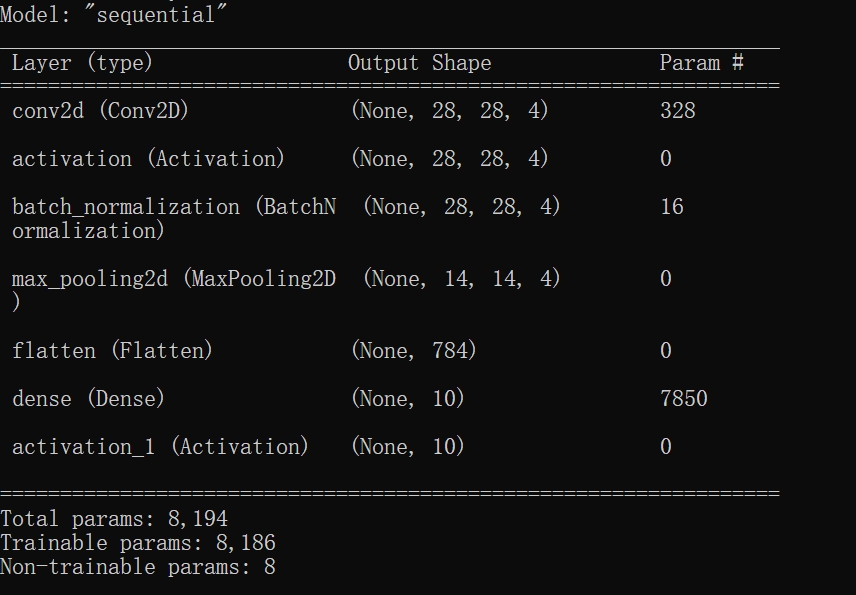 Model: "sequential"
Layer (type) Output Shape Param #
=================================================================
conv2d (Conv2D) (None, 28, 28, 4) 328
activation (Activation) (None, 28, 28, 4) 0
batch_normalization (BatchN (None, 28, 28, 4) 16
ormalization)
max_pooling2d (MaxPooling2D (None, 14, 14, 4) 0
)
flatten (Flatten) (None, 784) 0
dense (Dense) (None, 10) 7850
activation_1 (Activation) (None, 10) 0
=================================================================
Total params: 8,194
Trainable params: 8,186
Non-trainable params: 8